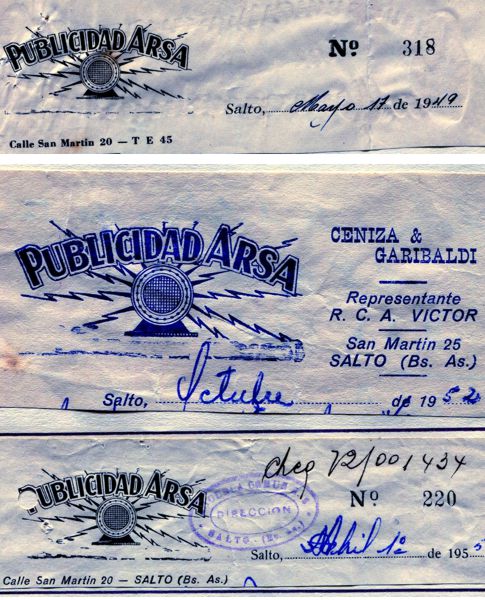 PUBLICIDAD ARSA
Nº 318
Salto, Mayo 17 de 1949
Calle San Martin 20 — T E 45
PUBLICIDAD ARSA
CENIZA &
GARIBALDI
Representante
R. C. A. VICTOR
San Martin 25
SALTO (Bs. As.)
Salto, Octubre de 1952
cheq 72/001434
PUBLICIDAD ARSA
DIRECCION
SALTO (Bs. As.)
Nº 220
Salto, Abril 1º de 195
Calle San Martin 20 — SALTO (Bs. As.)